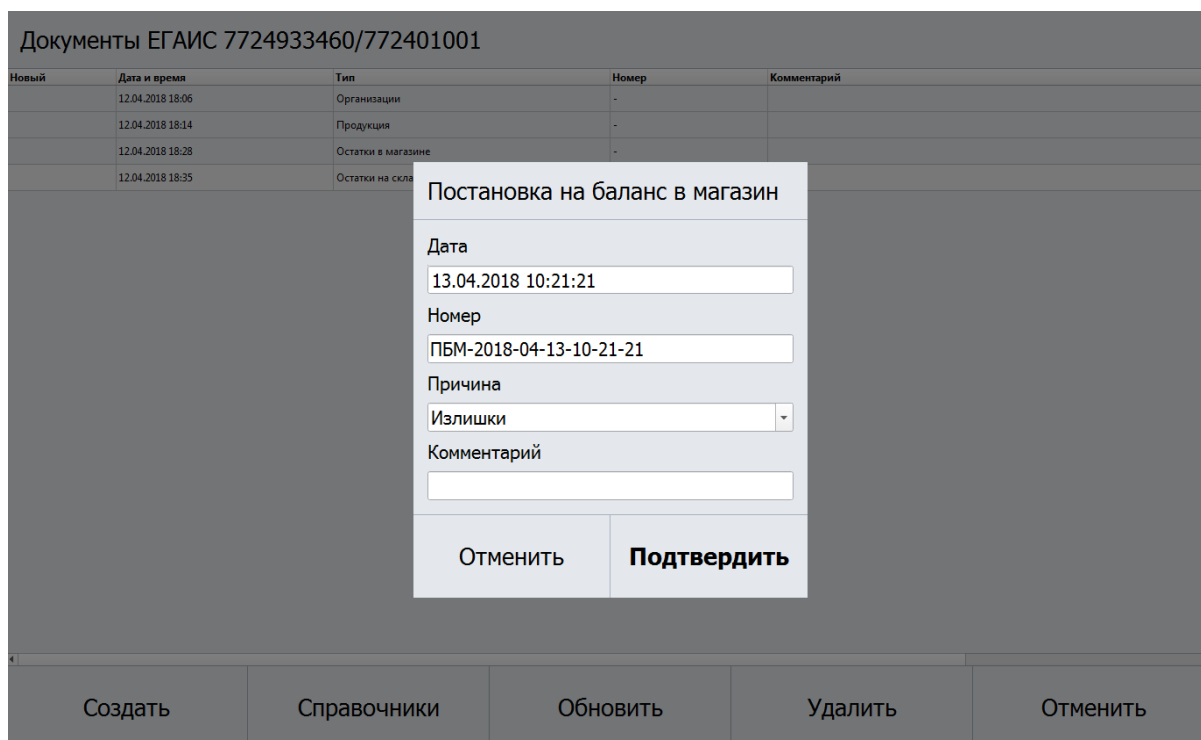 Документы ЕГАИС 7724933460/772401001
Новый Дата и время Тип Номер Комментарий
12.04.2018 18:06 Организации -
12.04.2018 18:14 Продукция -
12.04.2018 18:28 Остатки в магазине -
12.04.2018 18:35 Остатки на скла
Постановка на баланс в магазин
Дата
13.04.2018 10:21:21
Номер
ПБМ-2018-04-13-10-21-21
Причина
Излишки
Комментарий
Отменить Подтвердить
Создать Справочники Обновить Удалить Отменить